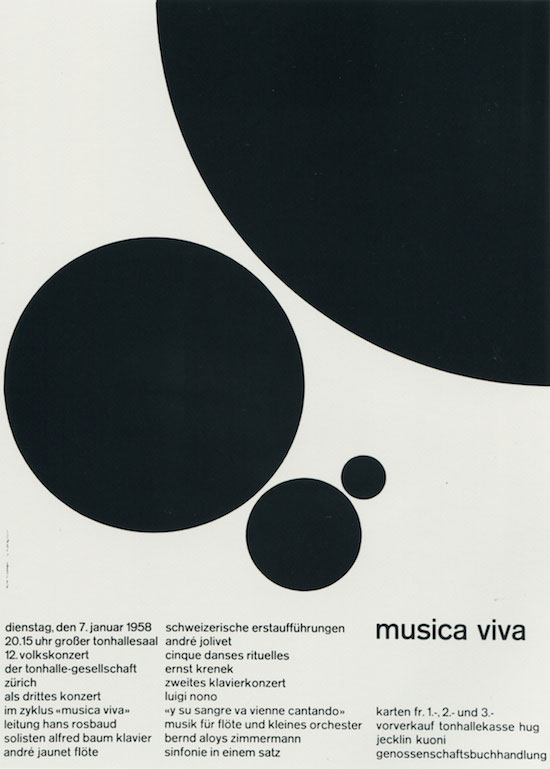 dienstag, den 7. januar 1958
20.15 uhr großer tonhallesaal
12. volkskonzert
der tonhalle-gesellschaft
zürich
als drittes konzert
im zyklus «musica viva»
leitung hans rosbaud
solisten alfred baum klavier
andré jaunet flöte
schweizerische erstaufführungen
andré jolivet
cinque danses rituelles
ernst krenek
zweites klavierkonzert
luigi nono
«y su sangre va vienne cantando»
musik für flöte und kleines orchester
bernd aloys zimmermann
sinfonie in einem satz
musica viva
karten fr. 1.-, 2.- und 3.-
vorverkauf tonhallekasse hug
jecklin kuoni
genossenschaftsbuchhandlung